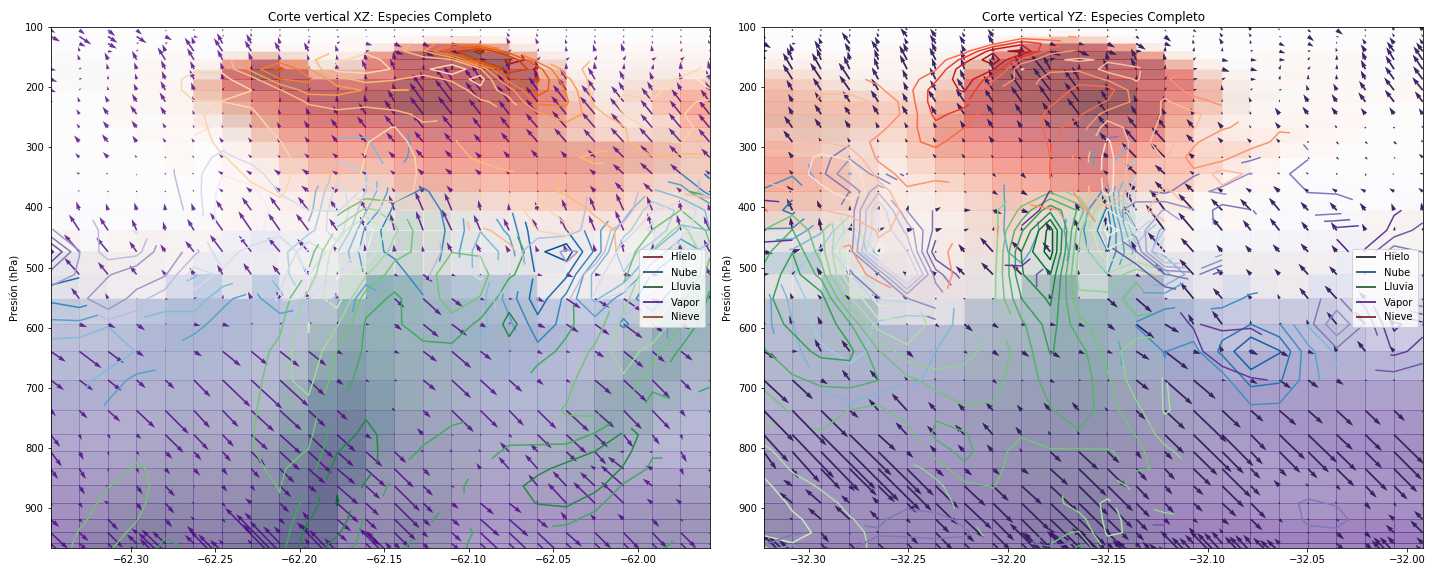 Corte vertical XZ: Especies Completo
Presión (hPa)
100
200
300
400
500
600
700
800
900
Hielo
Nube
Lluvia
Vapor
Nieve
−62.30
−62.25
−62.20
−62.15
−62.10
−62.05
−62.00
Corte vertical YZ: Especies Completo
Presión (hPa)
100
200
300
400
500
600
700
800
900
Hielo
Nube
Lluvia
Vapor
Nieve
−32.30
−32.25
−32.20
−32.15
−32.10
−32.05
−32.00